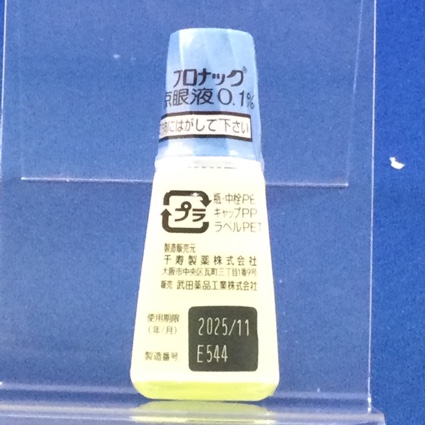 ブロナック
点眼液0.1%
にはがして下さい
プラ
瓶・中栓PE
キャップPP
ラベルPET
製造販売元
千寿製薬株式会社
大阪市中央区瓦町三丁目1番9号
販売 武田薬品工業株式会社
使用期限
(年/月)
2025/11
製造番号
E544